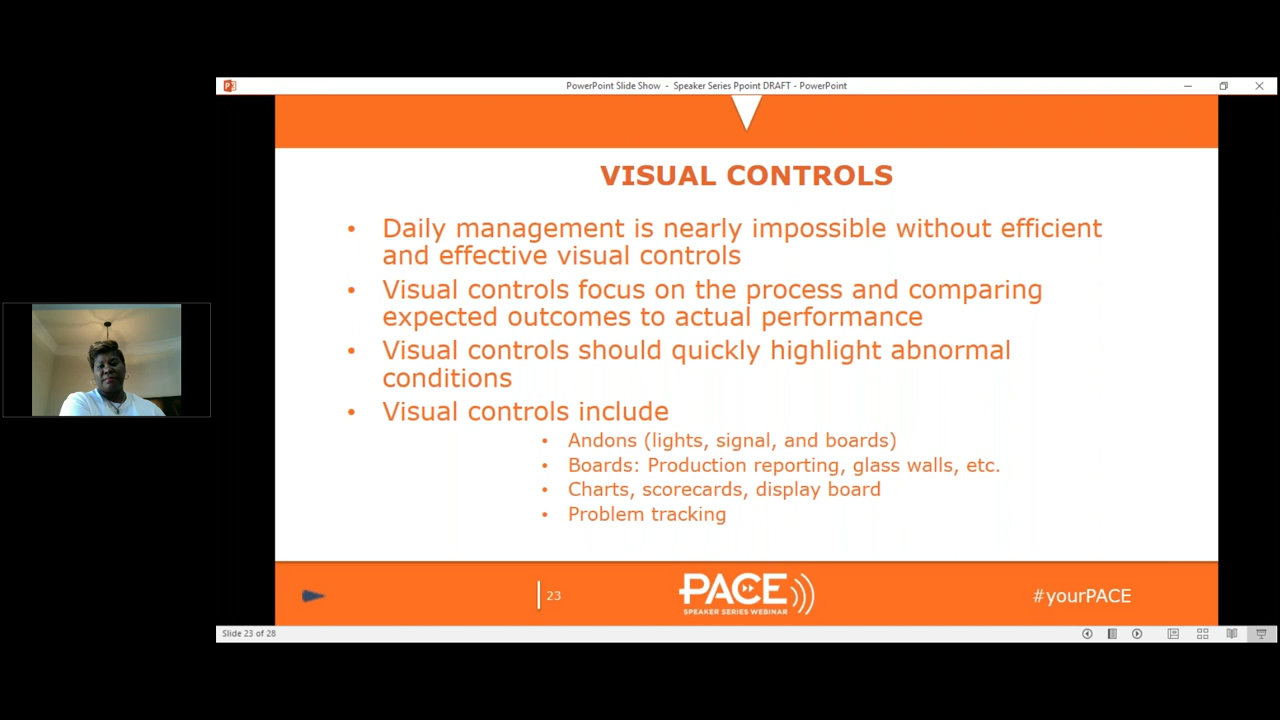 PowerPoint Slide Show - Speaker Series Ppoint DRAFT - PowerPoint
VISUAL CONTROLS
• Daily management is nearly impossible without efficient
and effective visual controls
• Visual controls focus on the process and comparing
expected outcomes to actual performance
• Visual controls should quickly highlight abnormal
conditions
• Visual controls include
• Andons (lights, signal, and boards)
• Boards: Production reporting, glass walls, etc.
• Charts, scorecards, display board
• Problem tracking
23
PACE
SPEAKER SERIES WEBINAR
#yourPACE
Slide 23 of 28